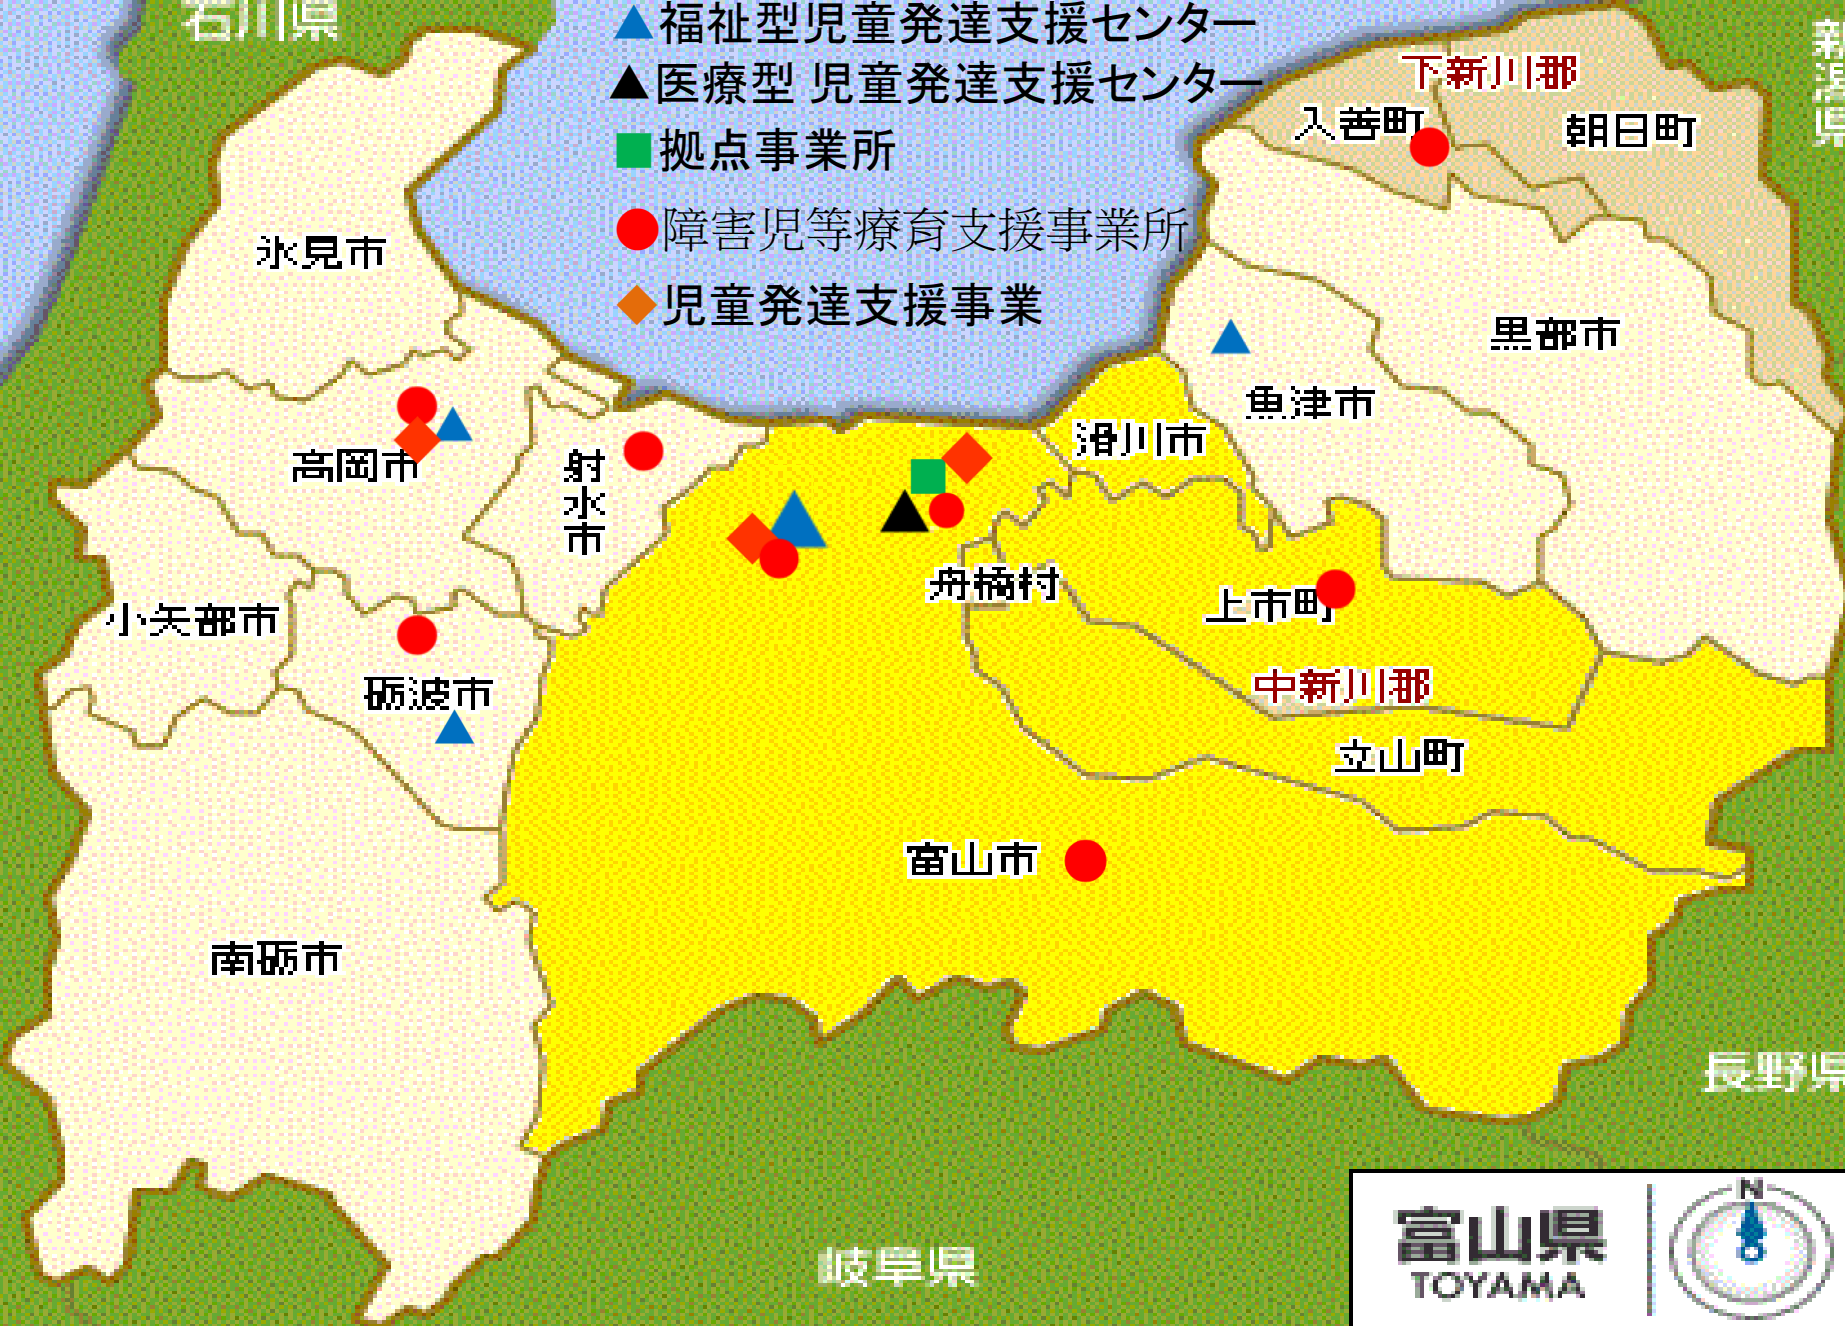 石川県
福祉型児童発達支援センター
医療型 児童発達支援センター
拠点事業所
障害児等療育支援事業所
児童発達支援事業
新潟県
下新川郡
入善町
朝日町
氷見市
黒部市
魚津市
滑川市
高岡市
射水市
舟橋村
上市町
小矢部市
砺波市
中新川郡
立山町
富山市
南砺市
長野県
岐阜県
富山県
TOYAMA
N